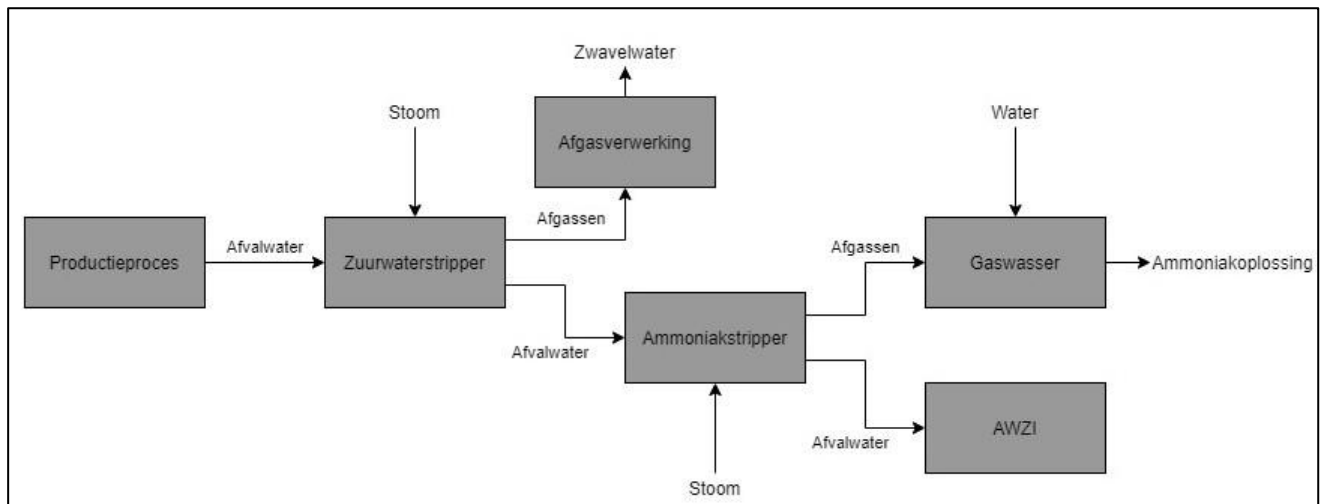 Zwavelwater
Stoom
Afgasverwerking
Water
Afgassen
Productieproces
Afvalwater
Zuurwaterstripper
Afgassen
Gaswasser
Ammoniakoplossing
Afvalwater
Ammoniakstripper
Afvalwater
AWZI
Stoom